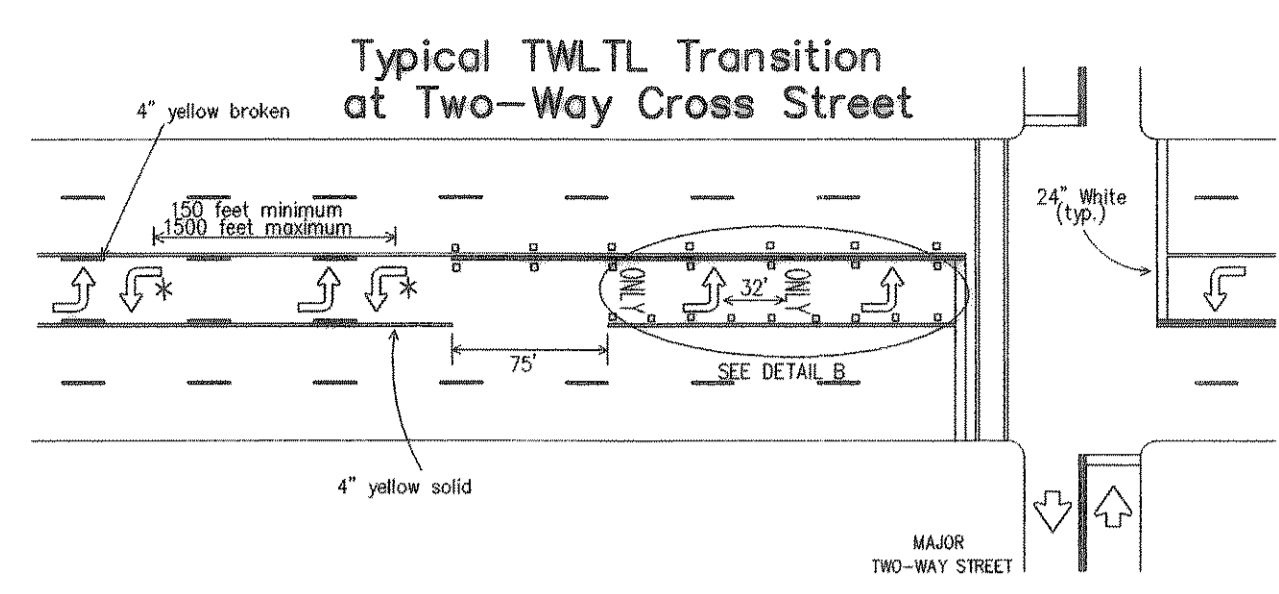 Typical TWLTL Transition
at Two-Way Cross Street
4" yellow broken
150 feet minimum
1500 feet maximum
24" White
(typ.)
*
*
ONLY
32'
ONLY
75'
SEE DETAIL B
4" yellow solid
MAJOR
TWO-WAY STREET